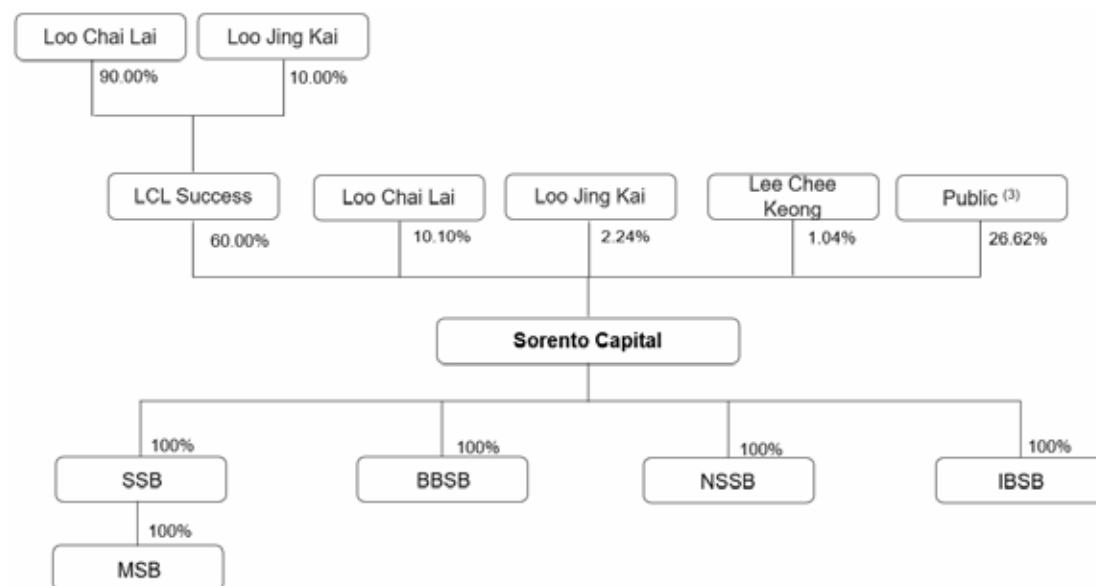 Loo Chai Lai
Loo Jing Kai
90.00%
10.00%
LCL Success
Loo Chai Lai
Loo Jing Kai
Lee Chee
Keong
Public (3)
60.00%
10.10%
2.24%
1.04%
26.62%
Sorento Capital
100%
100%
100%
100%
SSB
BBSB
NSSB
IBSB
100%
MSB